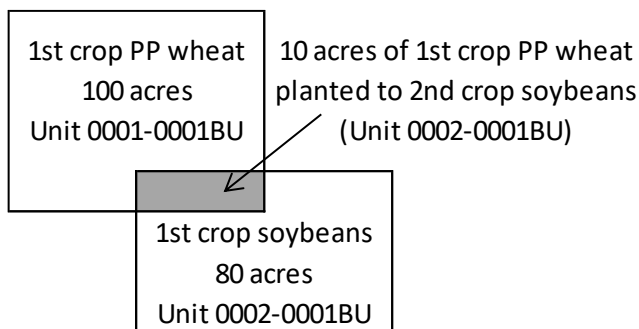 1st crop PP wheat
100 acres
Unit 0001-0001BU
10 acres of 1st crop PP wheat
planted to 2nd crop soybeans
(Unit 0002-0001BU)
1st crop soybeans
80 acres
Unit 0002-0001BU